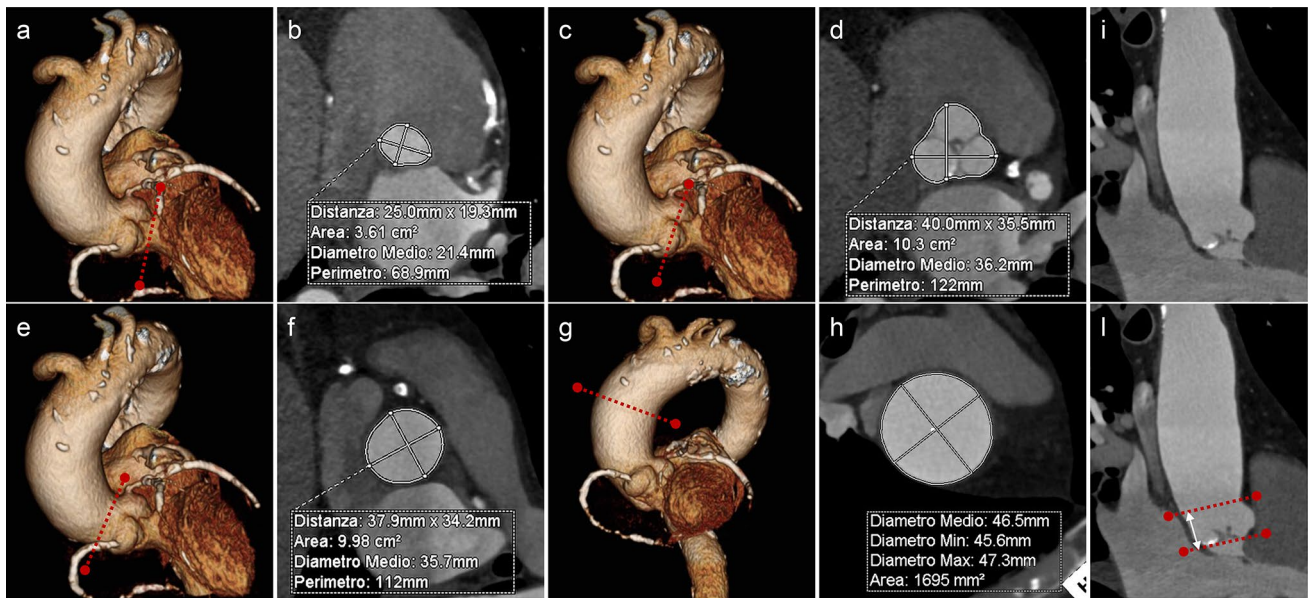 a
b
Distanza: 25.0mm x 19.3mm
Area: 3.61 cm²
Diametro Medio: 21.4mm
Perimetro: 68.9mm
c
d
Distanza: 40.0mm x 35.5mm
Area: 10.3 cm²
Diametro Medio: 36.2mm
Perimetro: 122mm
i
e
f
Distanza: 37.9mm x 34.2mm
Area: 9.98 cm²
Diametro Medio: 35.7mm
Perimetro: 112mm
g
h
Diametro Medio: 46.5mm
Diametro Min: 45.6mm
Diametro Max: 47.3mm
Area: 1695 mm²
l